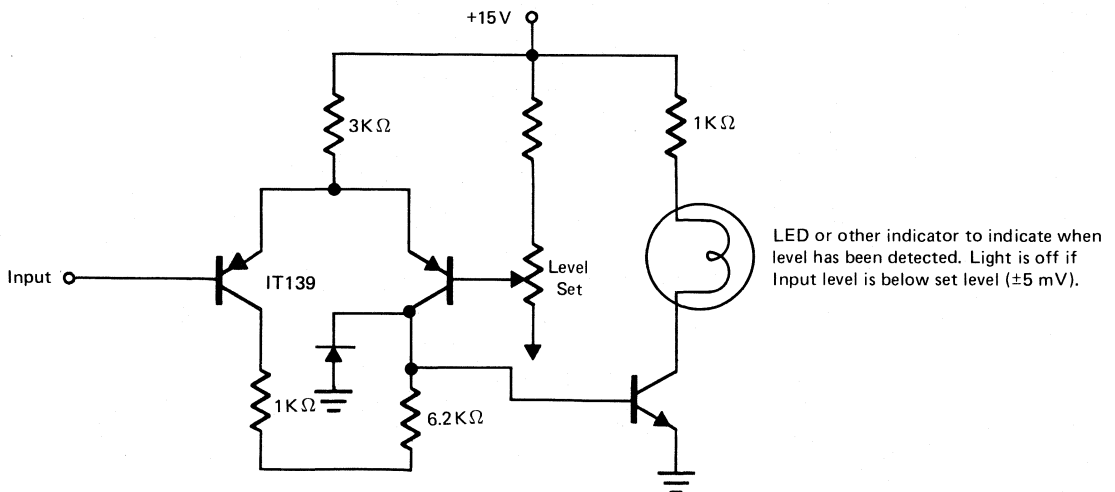 +15V
3KΩ
1KΩ
Input
IT139
Level
Set
LED or other indicator to indicate when
level has been detected. Light is off if
Input level is below set level (±5 mV).
1KΩ
6.2KΩ